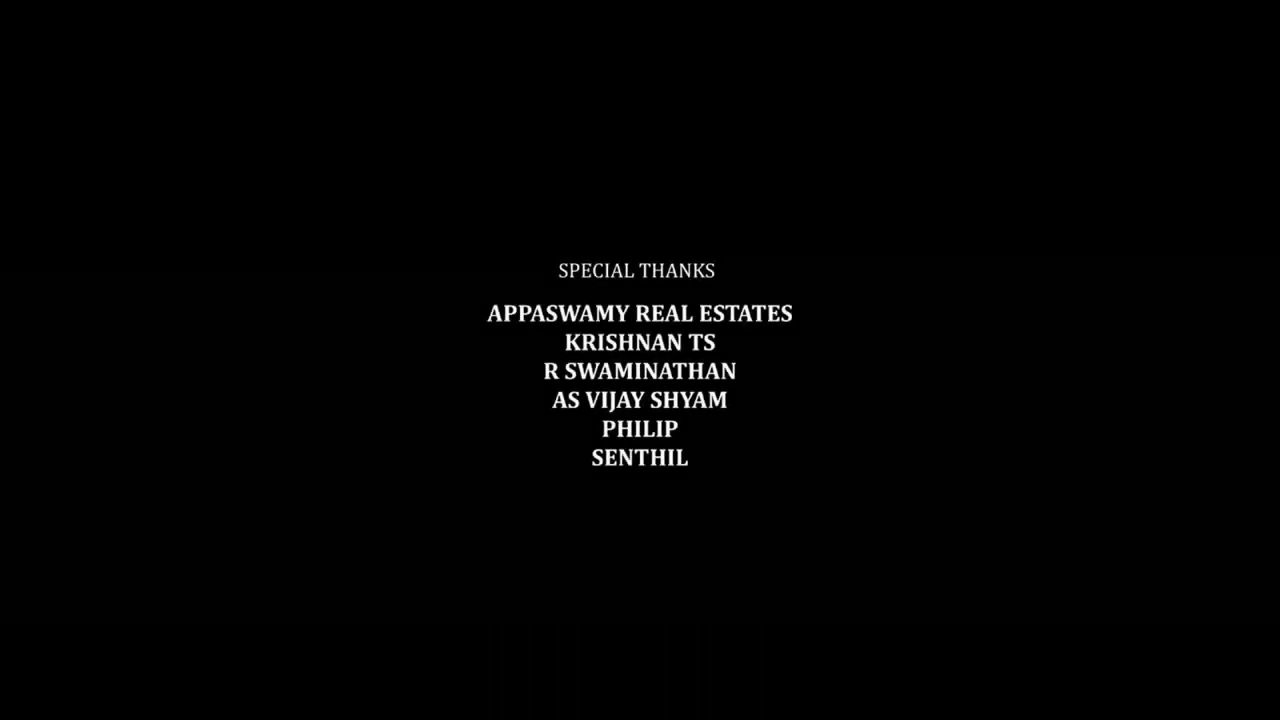 SPECIAL THANKS
APPASWAMY REAL ESTATES
KRISHNAN TS
R SWAMINATHAN
AS VIJAY SHYAM
PHILIP
SENTHIL